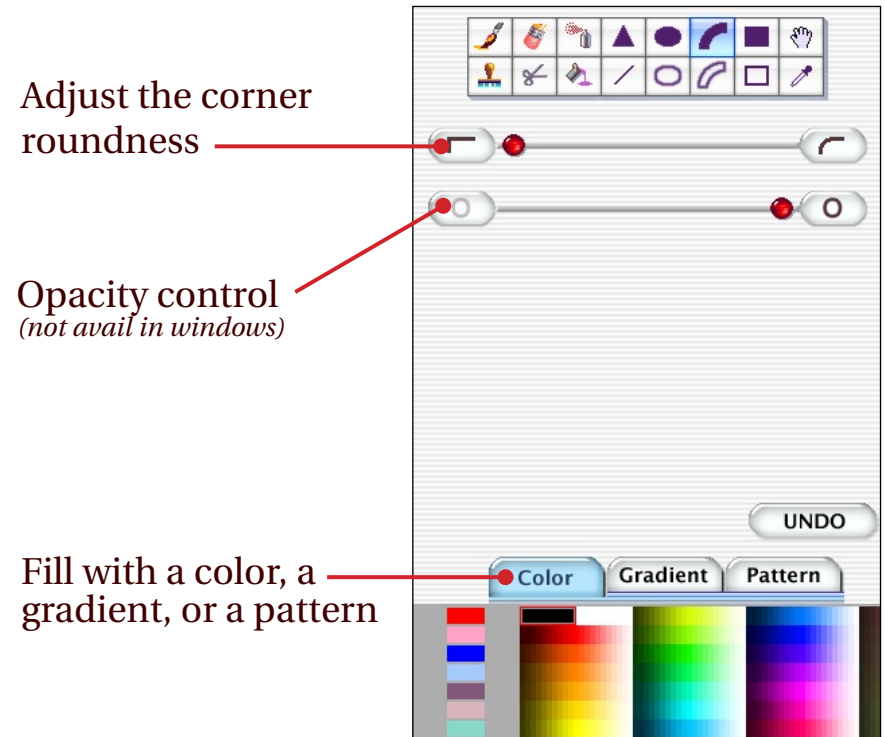 Adjust the corner
roundness
Opacity control
(not avail in windows)
UNDO
Fill with a color, a
gradient, or a pattern
Color
Gradient
Pattern